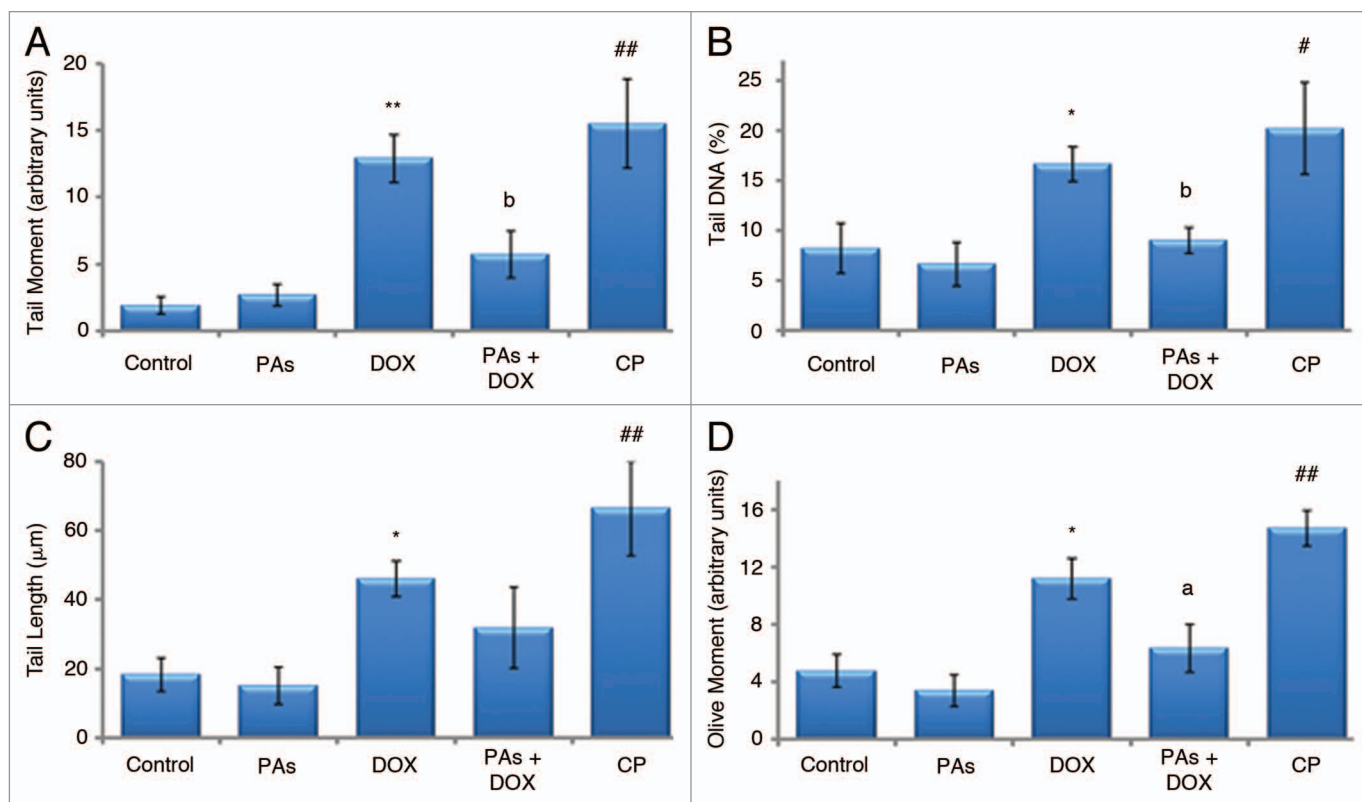 A
Tail Moment (arbitrary units)
20
15
10
5
0
**
b
##
Control
PAs
DOX
PAs +
DOX
CP
B
Tail DNA (%)
25
20
15
10
5
0
*
b
#
Control
PAs
DOX
PAs +
DOX
CP
C
Tail Length (μm)
80
60
40
20
0
*
##
Control
PAs
DOX
PAs +
DOX
CP
D
Olive Moment (arbitrary units)
16
12
8
4
0
*
a
##
Control
PAs
DOX
PAs +
DOX
CP